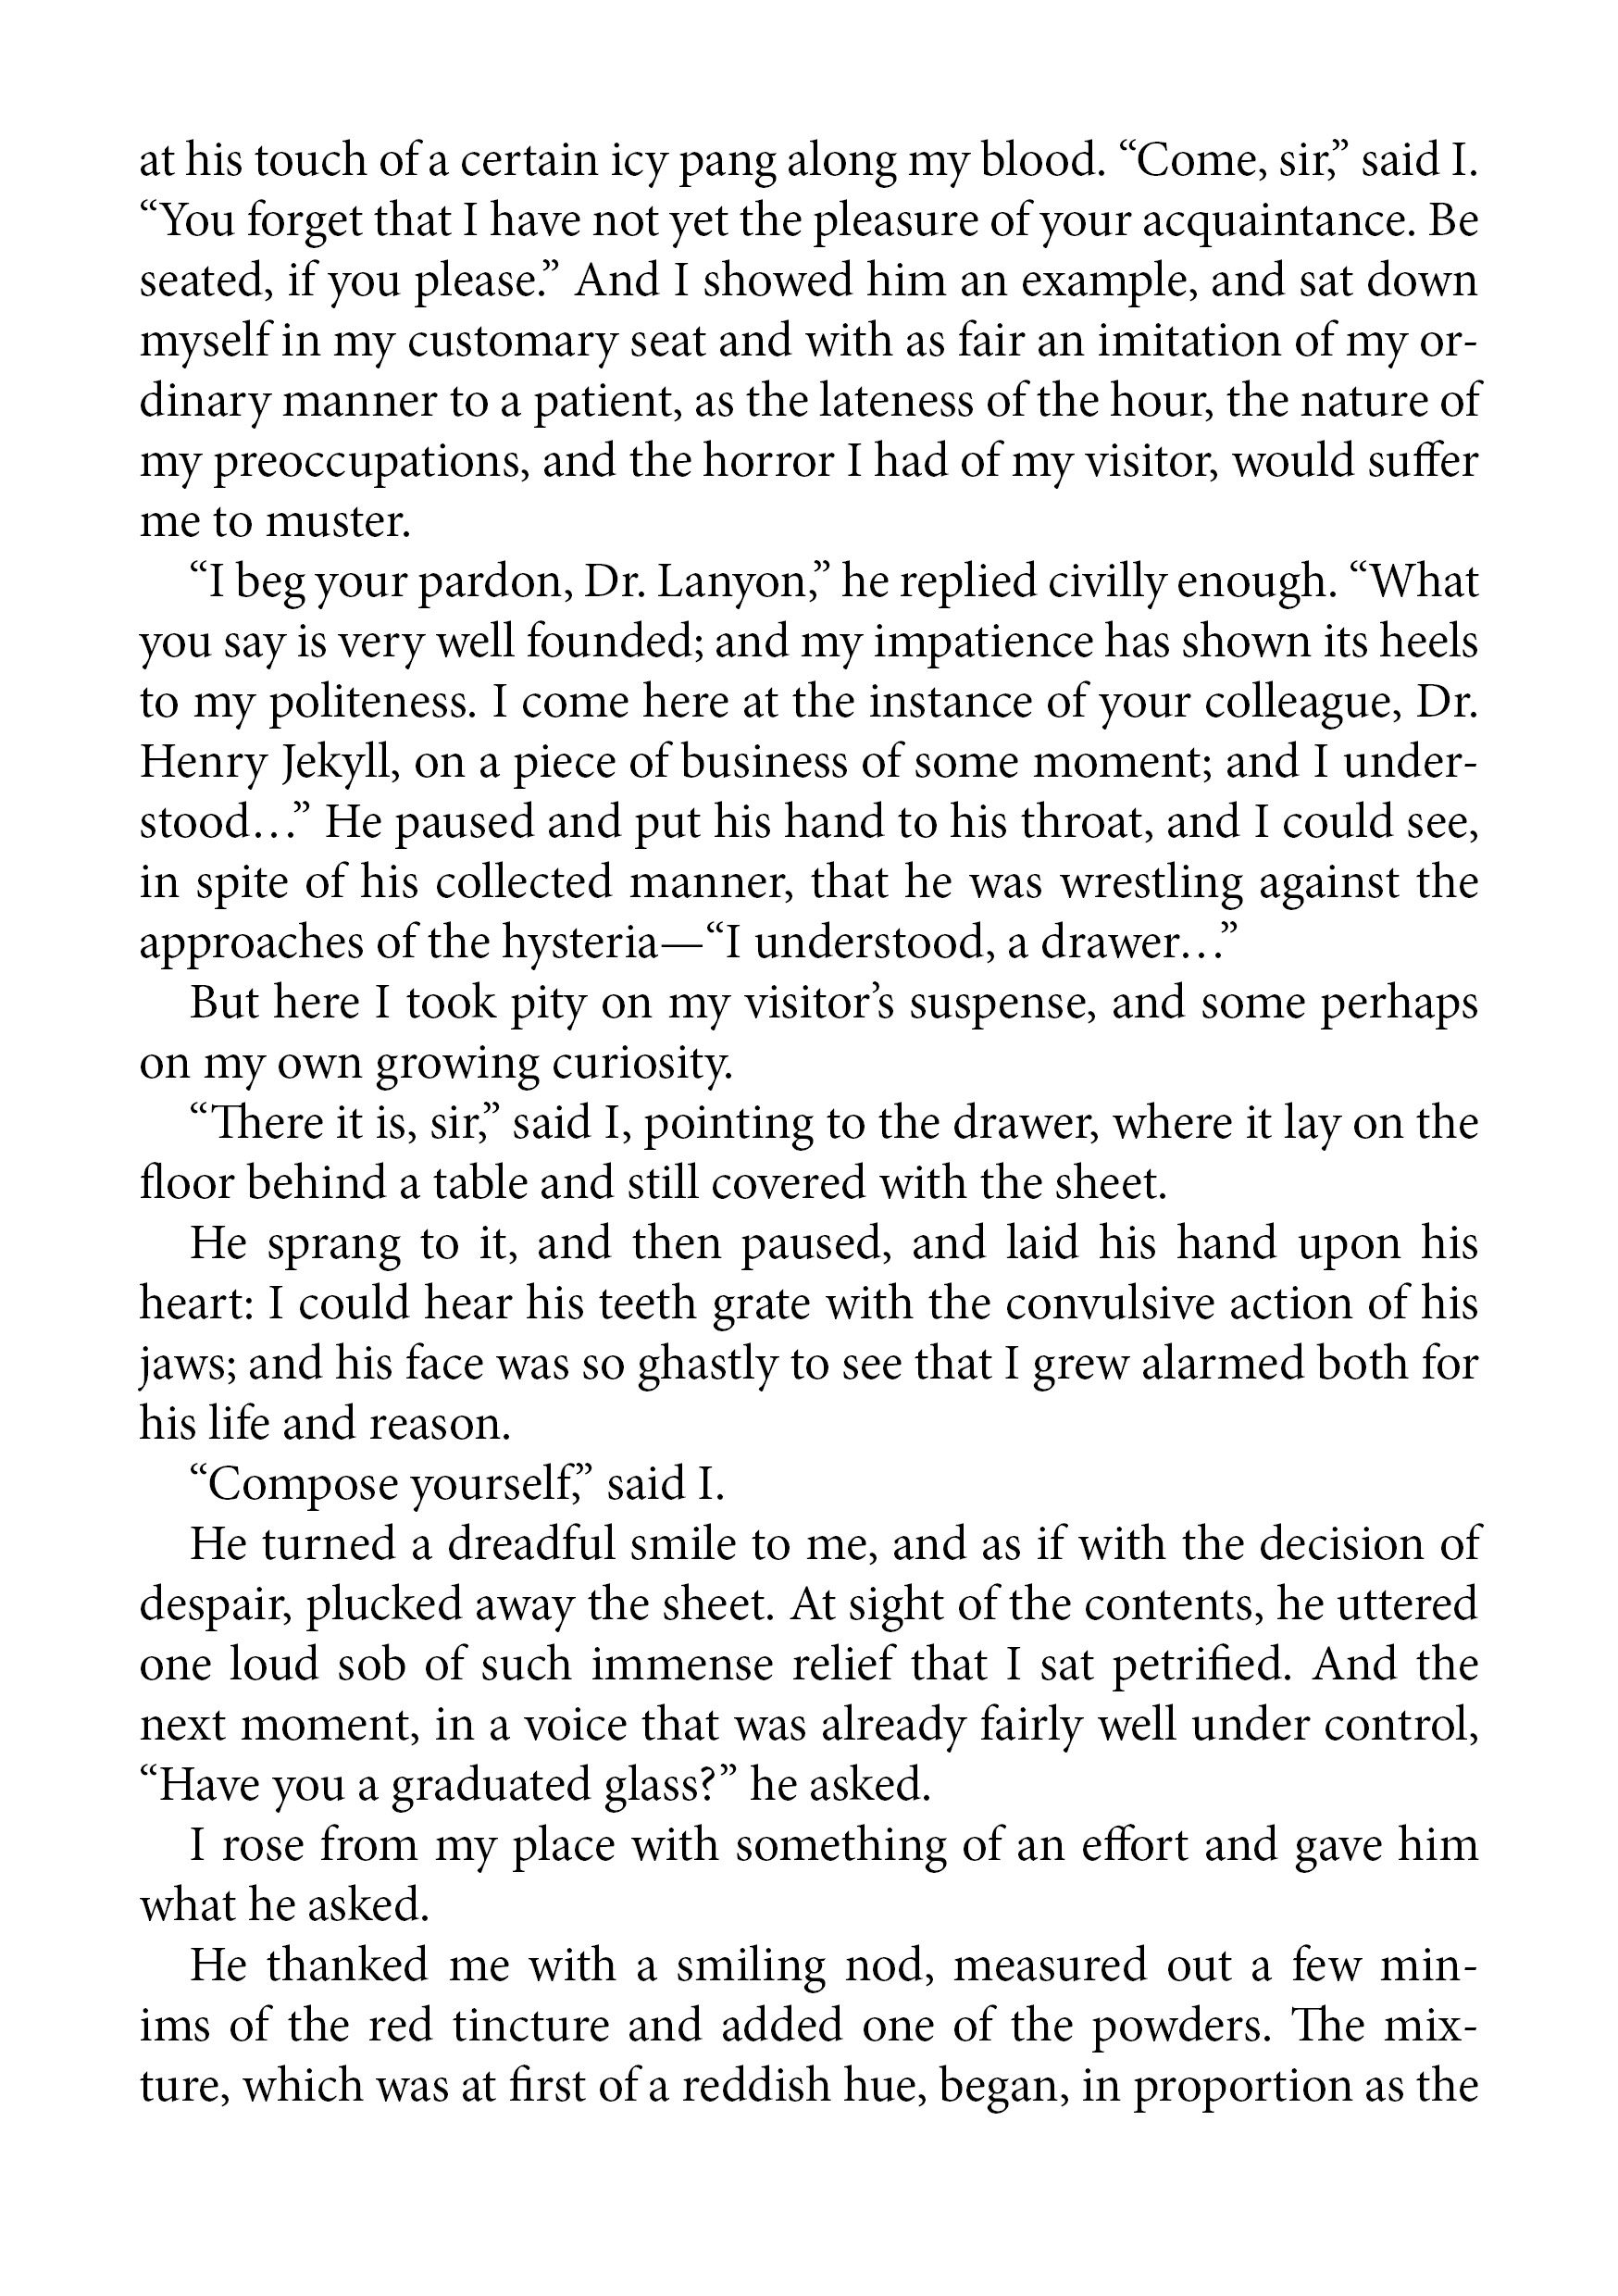 at his touch of a certain icy pang along my blood. “Come, sir,” said I.
“You forget that I have not yet the pleasure of your acquaintance. Be
seated, if you please.” And I showed him an example, and sat down
myself in my customary seat and with as fair an imitation of my or-
dinary manner to a patient, as the lateness of the hour, the nature of
my preoccupations, and the horror I had of my visitor, would suffer
me to muster.
“I beg your pardon, Dr. Lanyon,” he replied civilly enough. “What
you say is very well founded; and my impatience has shown its heels
to my politeness. I come here at the instance of your colleague, Dr.
Henry Jekyll, on a piece of business of some moment; and I under-
stood…” He paused and put his hand to his throat, and I could see,
in spite of his collected manner, that he was wrestling against the
approaches of the hysteria—“I understood, a drawer…”
But here I took pity on my visitor’s suspense, and some perhaps
on my own growing curiosity.
“There it is, sir,” said I, pointing to the drawer, where it lay on the
floor behind a table and still covered with the sheet.
He sprang to it, and then paused, and laid his hand upon his
heart: I could hear his teeth grate with the convulsive action of his
jaws; and his face was so ghastly to see that I grew alarmed both for
his life and reason.
“Compose yourself,” said I.
He turned a dreadful smile to me, and as if with the decision of
despair, plucked away the sheet. At sight of the contents, he uttered
one loud sob of such immense relief that I sat petrified. And the
next moment, in a voice that was already fairly well under control,
“Have you a graduated glass?” he asked.
I rose from my place with something of an effort and gave him
what he asked.
He thanked me with a smiling nod, measured out a few min-
ims of the red tincture and added one of the powders. The mix-
ture, which was at first of a reddish hue, began, in proportion as the